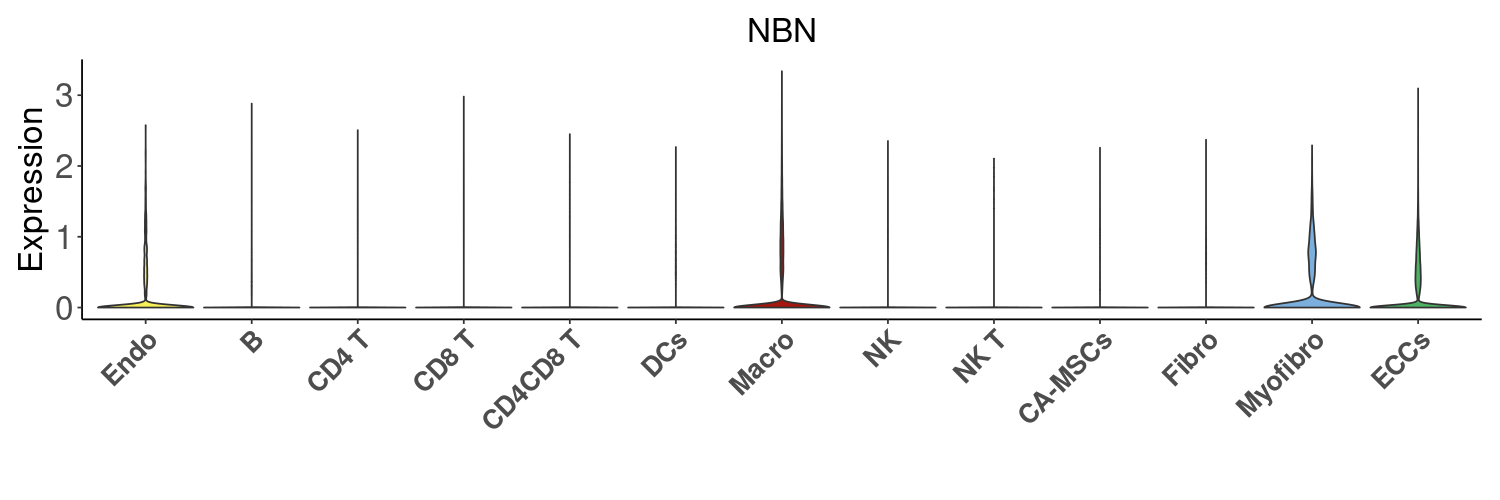 NBN
Expression
3
2
1
0
Endo
B
CD4 T
CD8 T
CD4CD8 T
DCs
Macro
NK
NK T
CA-MSCs
Fibro
Myofibro
ECCs